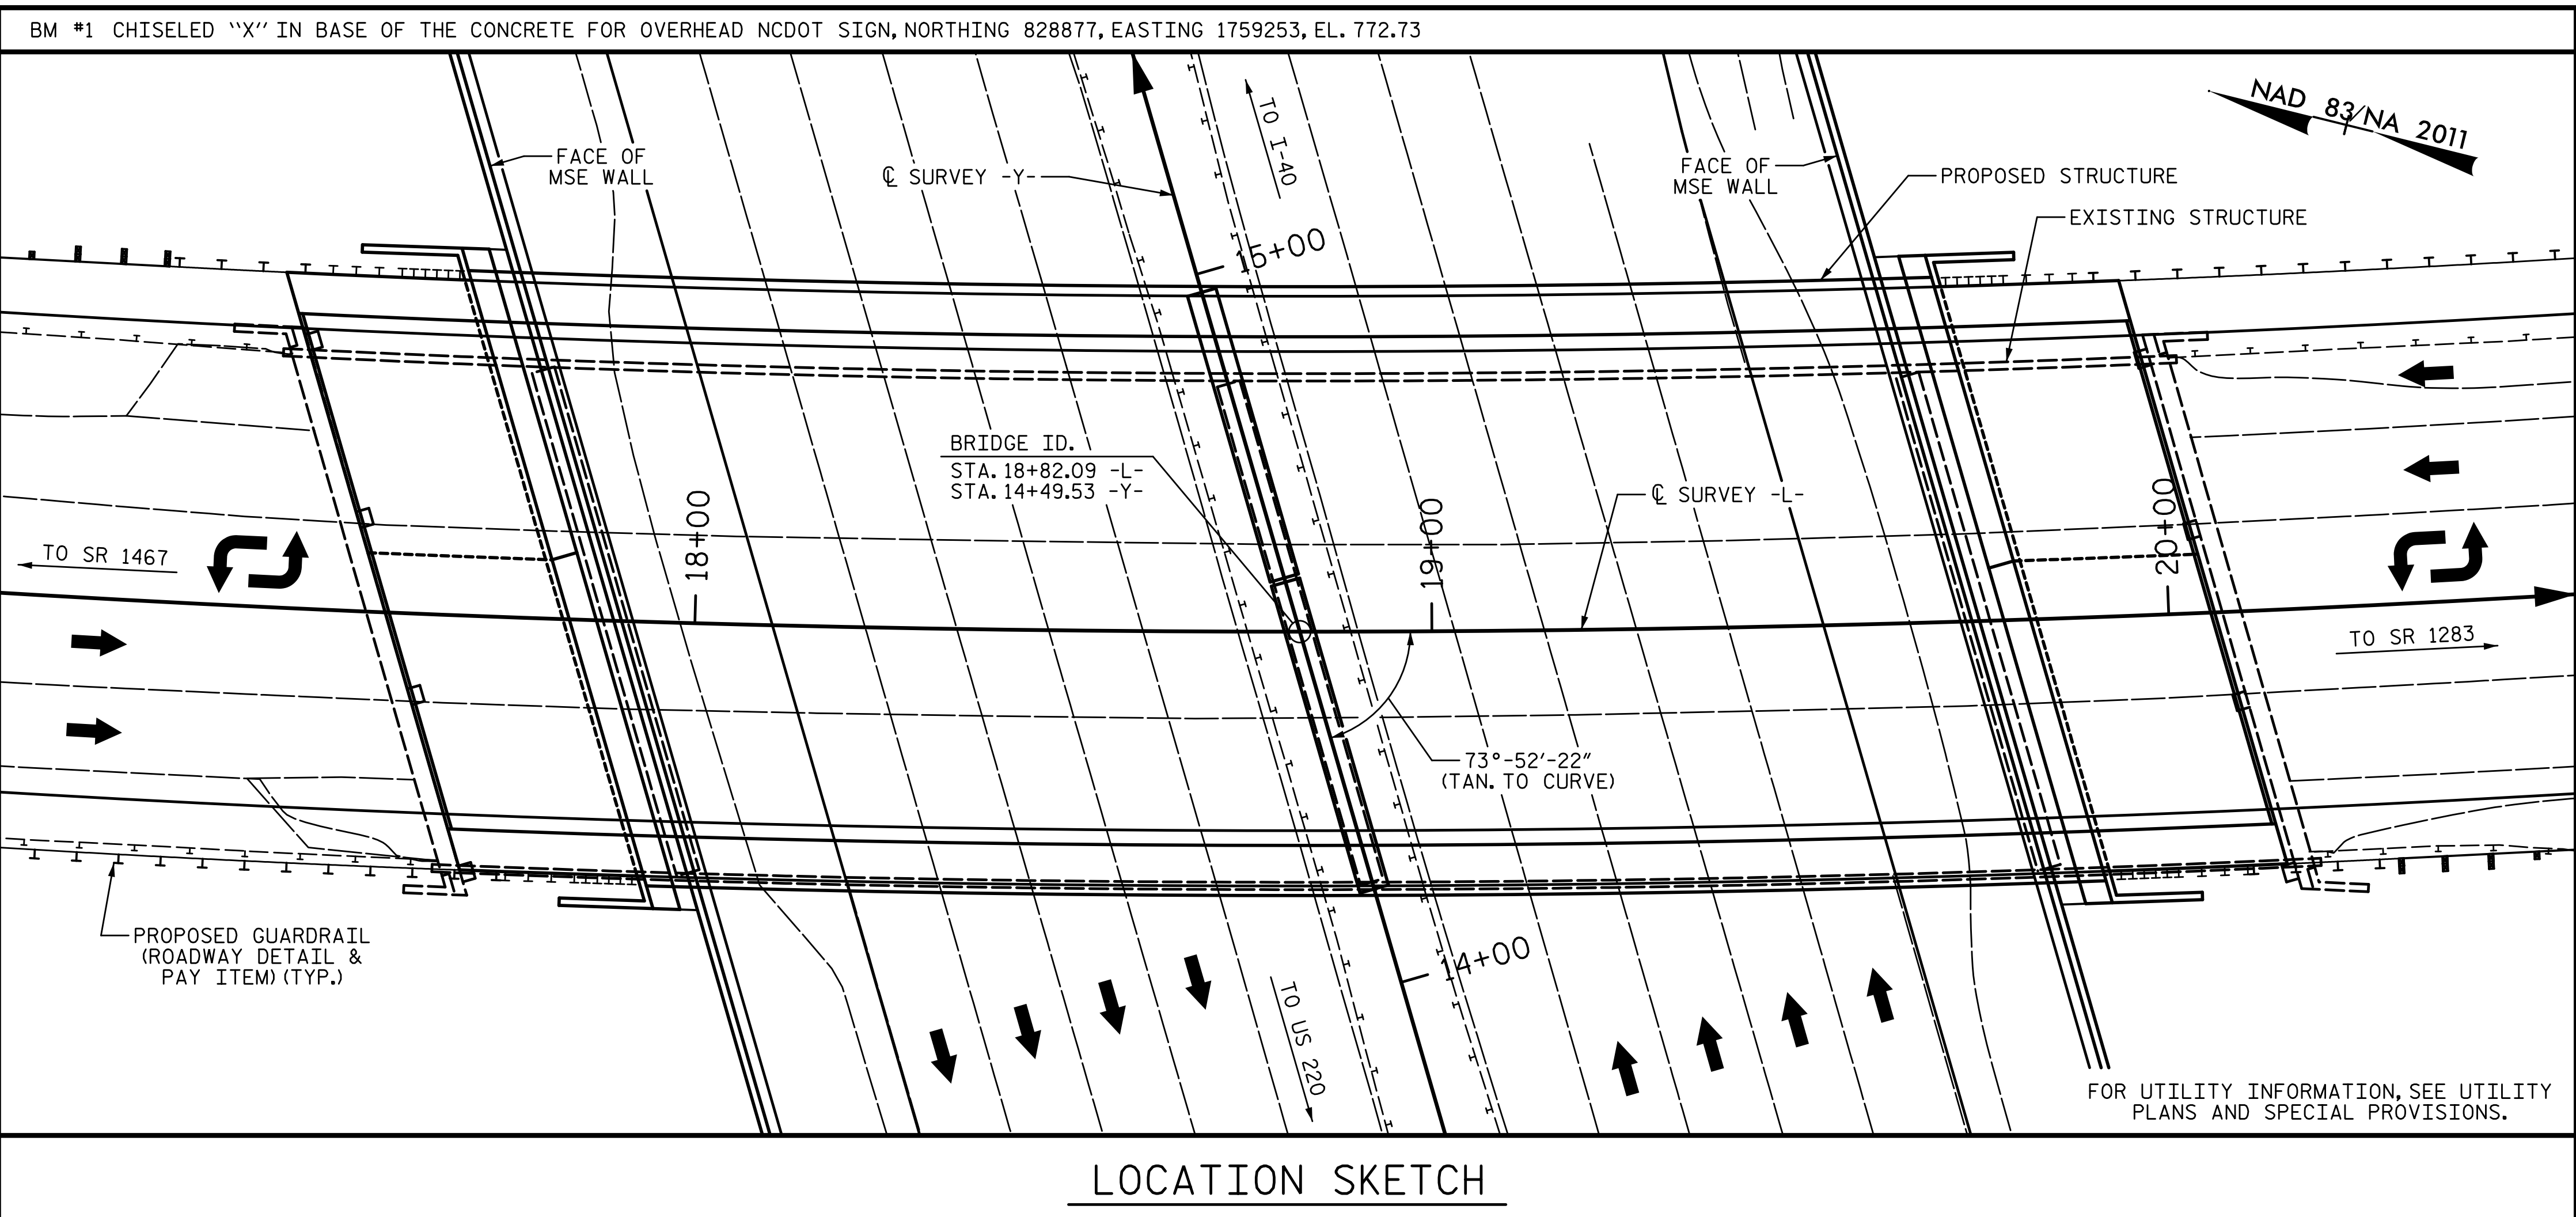 BM #1 CHISELED “X” IN BASE OF THE CONCRETE FOR OVERHEAD NCDOT SIGN, NORTHING 828877, EASTING 1759253, EL. 772.73
NAD 83/NA 2011
TO I-40
FACE OF
MSE WALL
℄ SURVEY -Y-
FACE OF
MSE WALL
PROPOSED STRUCTURE
EXISTING STRUCTURE
15+00
BRIDGE ID.
STA. 18+82.09 -L-
STA. 14+49.53 -Y-
℄ SURVEY -L-
18+00
19+00
20+00
TO SR 1467
TO SR 1283
73°-52'-22"
(TAN. TO CURVE)
PROPOSED GUARDRAIL
(ROADWAY DETAIL &
PAY ITEM) (TYP.)
14+00
TO US 220
FOR UTILITY INFORMATION, SEE UTILITY
PLANS AND SPECIAL PROVISIONS.
LOCATION SKETCH